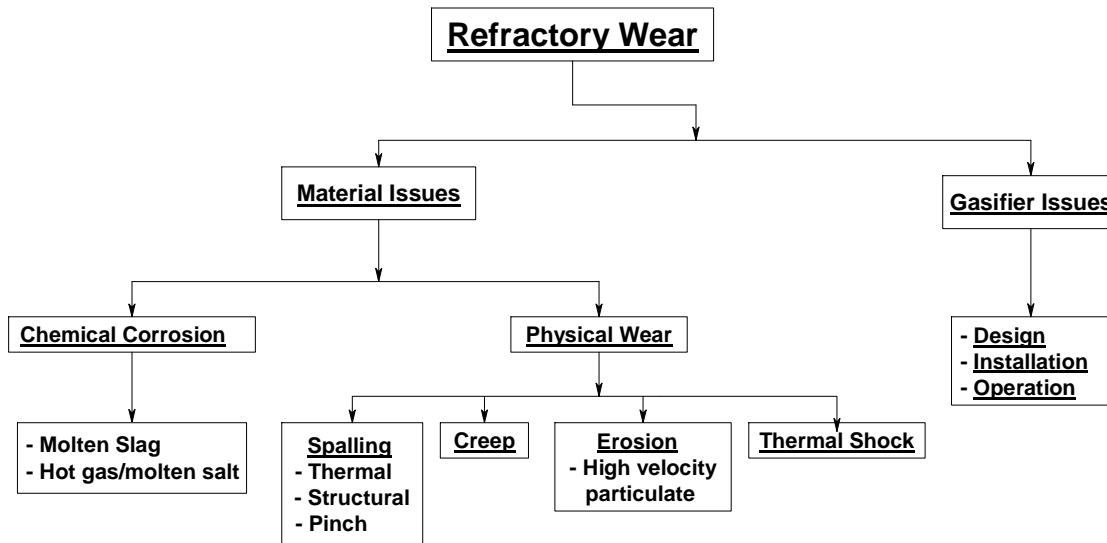 Refractory Wear
Material Issues
Gasifier Issues
Chemical Corrosion
Physical Wear
- Design
- Installation
- Operation
- Molten Slag
- Hot gas/molten salt
Spalling
- Thermal
- Structural
- Pinch
Creep
Erosion
- High velocity
particulate
Thermal Shock